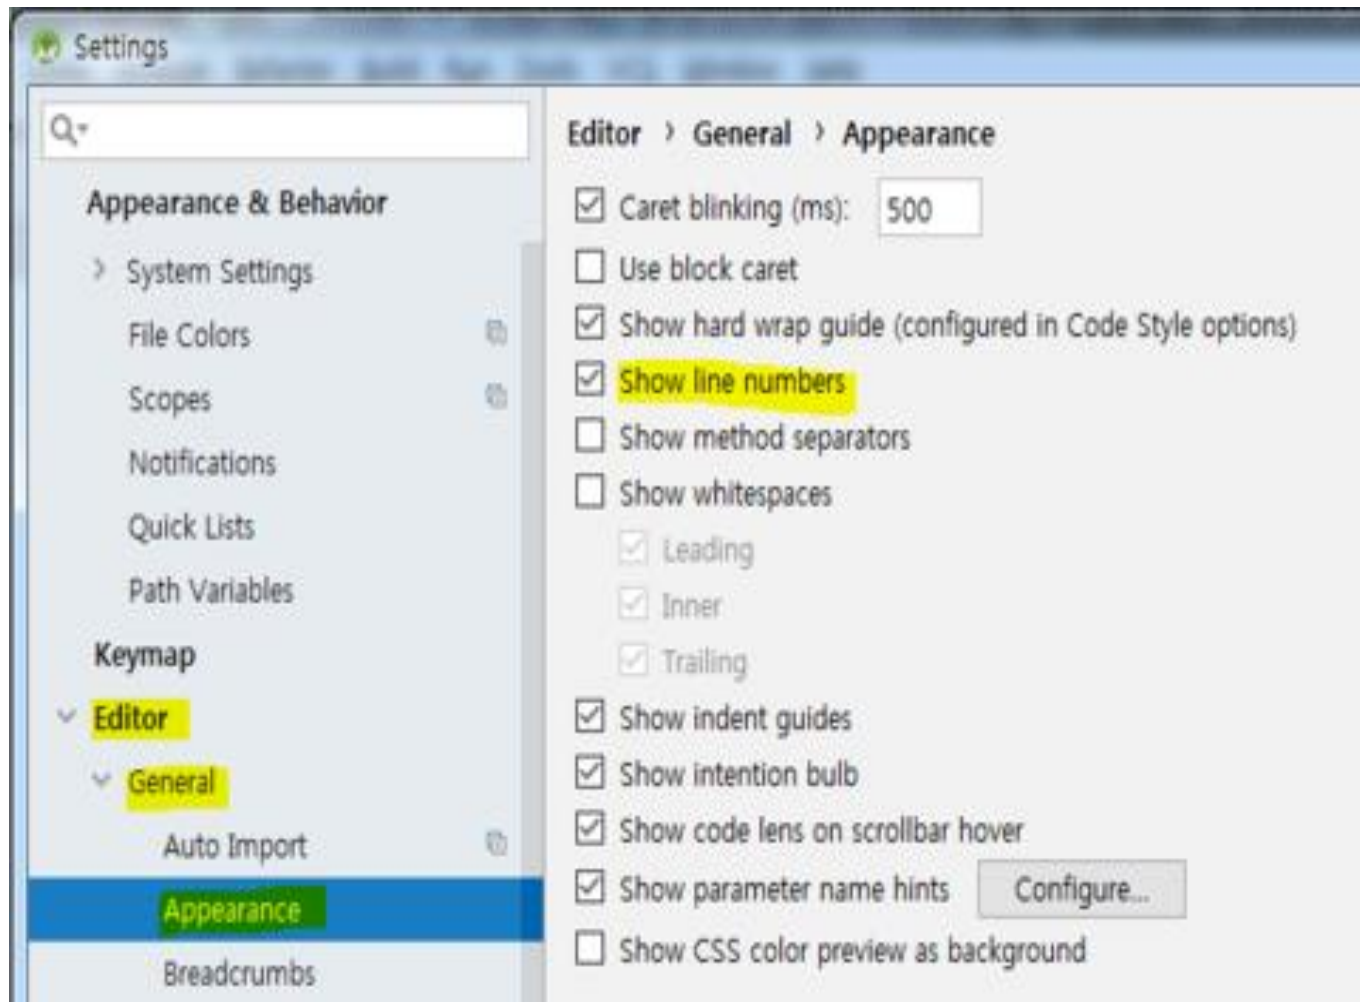 Settings
Appearance & Behavior
System Settings
File Colors
Scopes
Notifications
Quick Lists
Path Variables
Keymap
Editor
General
Auto Import
Appearance
Breadcrumbs
Editor › General › Appearance
Caret blinking (ms): 500
Use block caret
Show hard wrap guide (configured in Code Style options)
Show line numbers
Show method separators
Show whitespaces
Leading
Inner
Trailing
Show indent guides
Show intention bulb
Show code lens on scrollbar hover
Show parameter name hints Configure...
Show CSS color preview as background